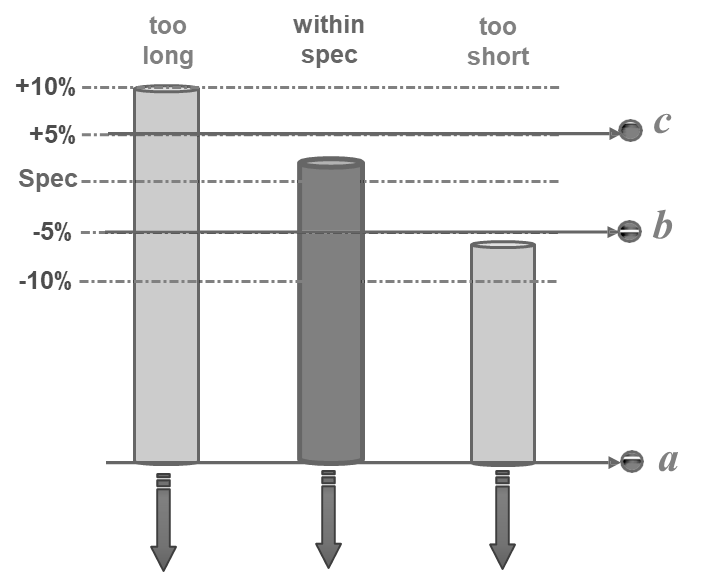 too
long
within
spec
too
short
+10%
+5%
c
Spec
-5%
b
-10%
a